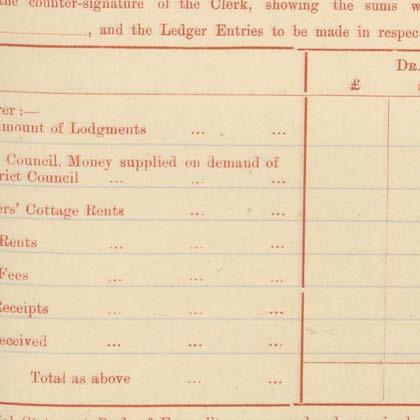 the counter-signature of the Clerk, showing the sums
, and the Ledger Entries to be made in respec
DR.
£
rer :—
mount of Lodgments ... ...
Council, Money supplied on demand of
rict Council ... ... ...
ers' Cottage Rents ... ...
Rents ... ... ...
Fees ... ... ...
Receipts ... ... ...
eceived ... ... ...
Total as above ... ...